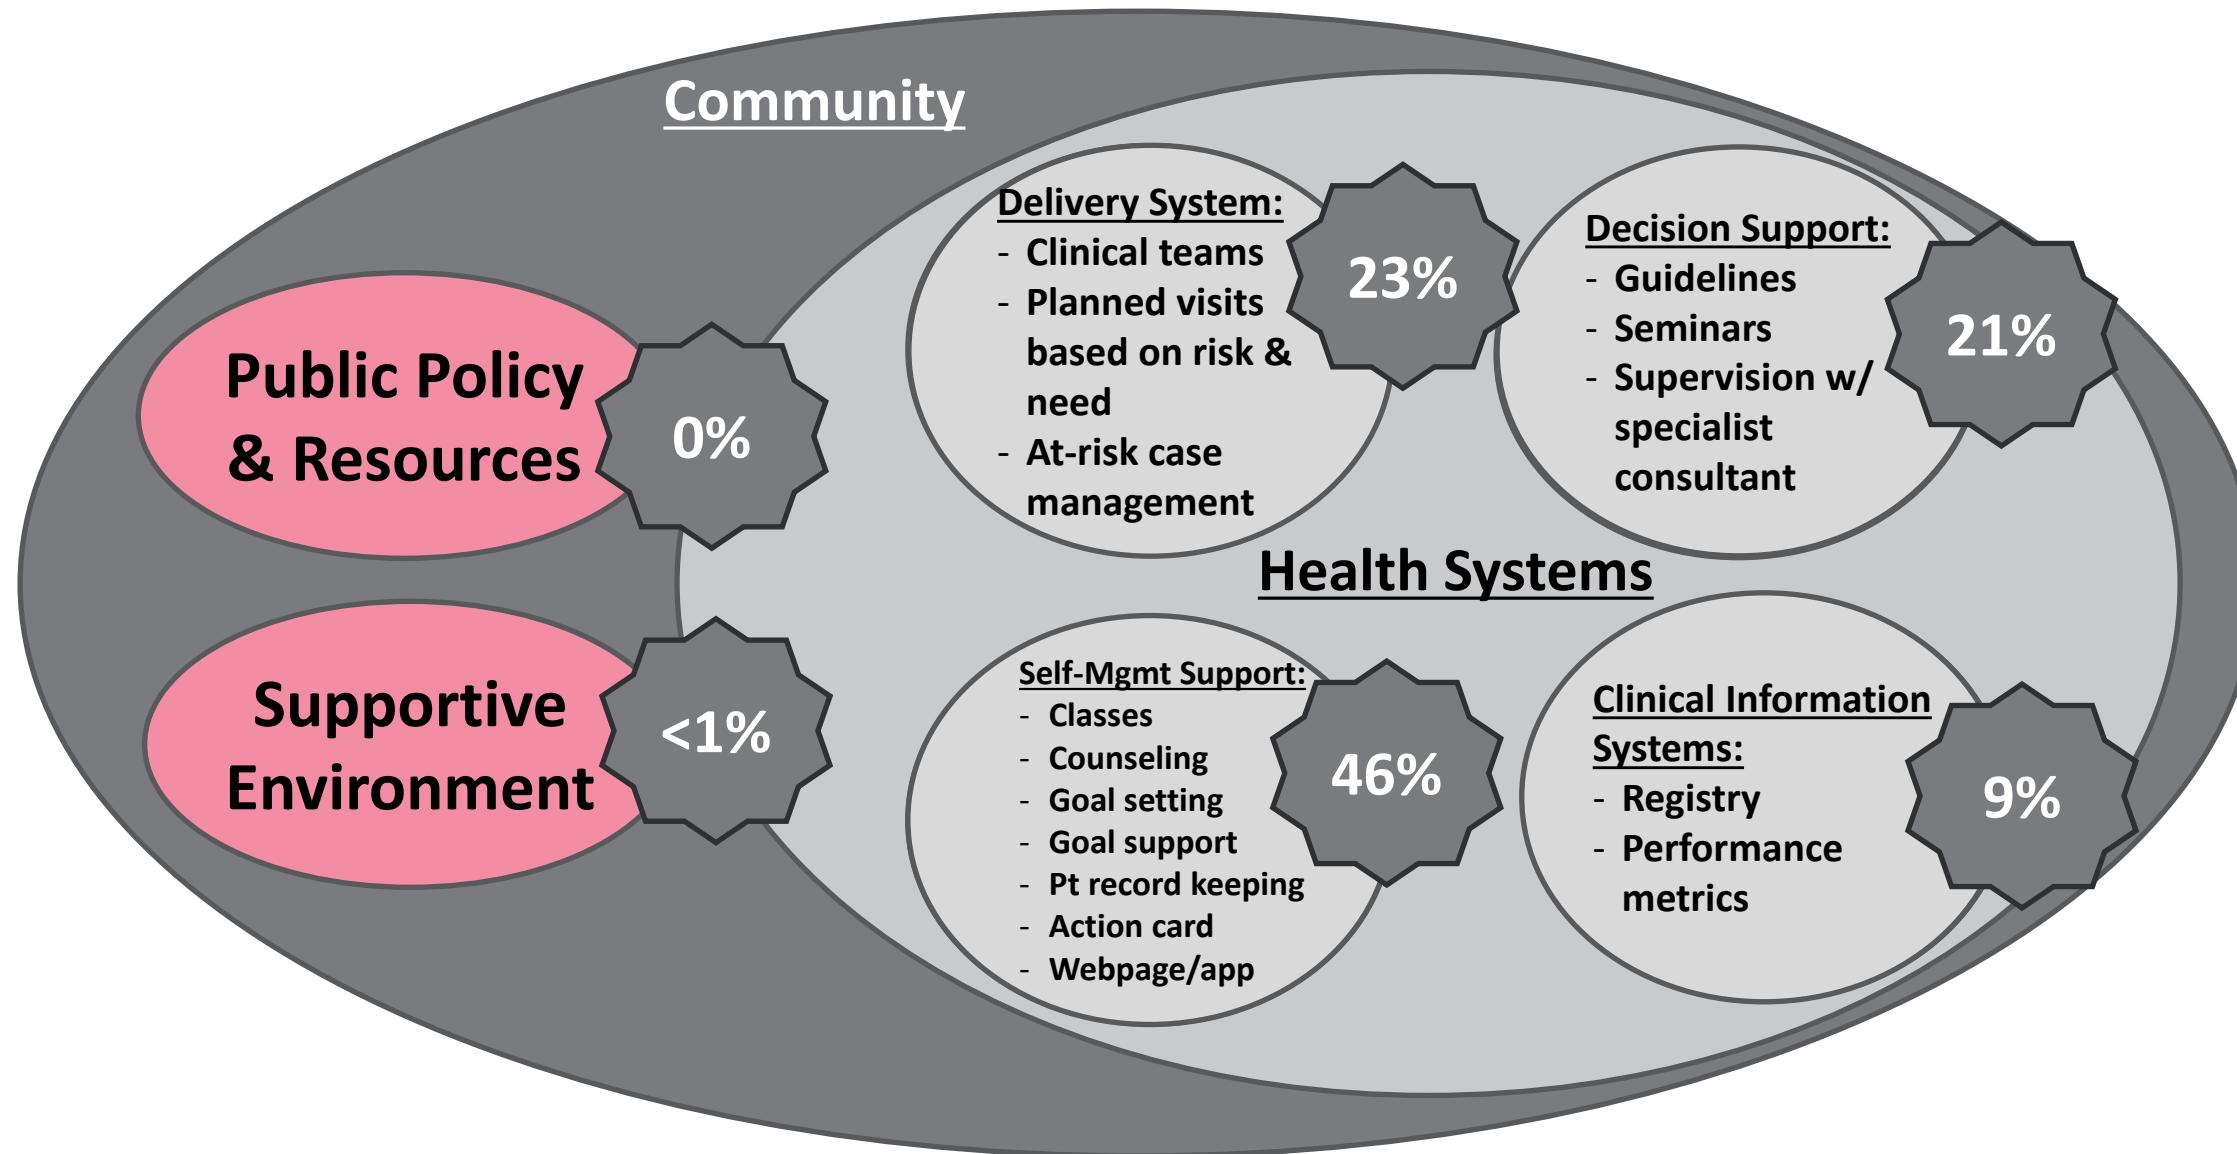 Community
Public Policy
& Resources
0%
Supportive
Environment
<1%
Delivery System:
- Clinical teams
- Planned visits
based on risk &
need
- At-risk case
management
23%
Decision Support:
- Guidelines
- Seminars
- Supervision w/
specialist
consultant
21%
Health Systems
Self-Mgmt Support:
- Classes
- Counseling
- Goal setting
- Goal support
- Pt record keeping
- Action card
- Webpage/app
46%
Clinical Information
Systems:
- Registry
- Performance
metrics
9%